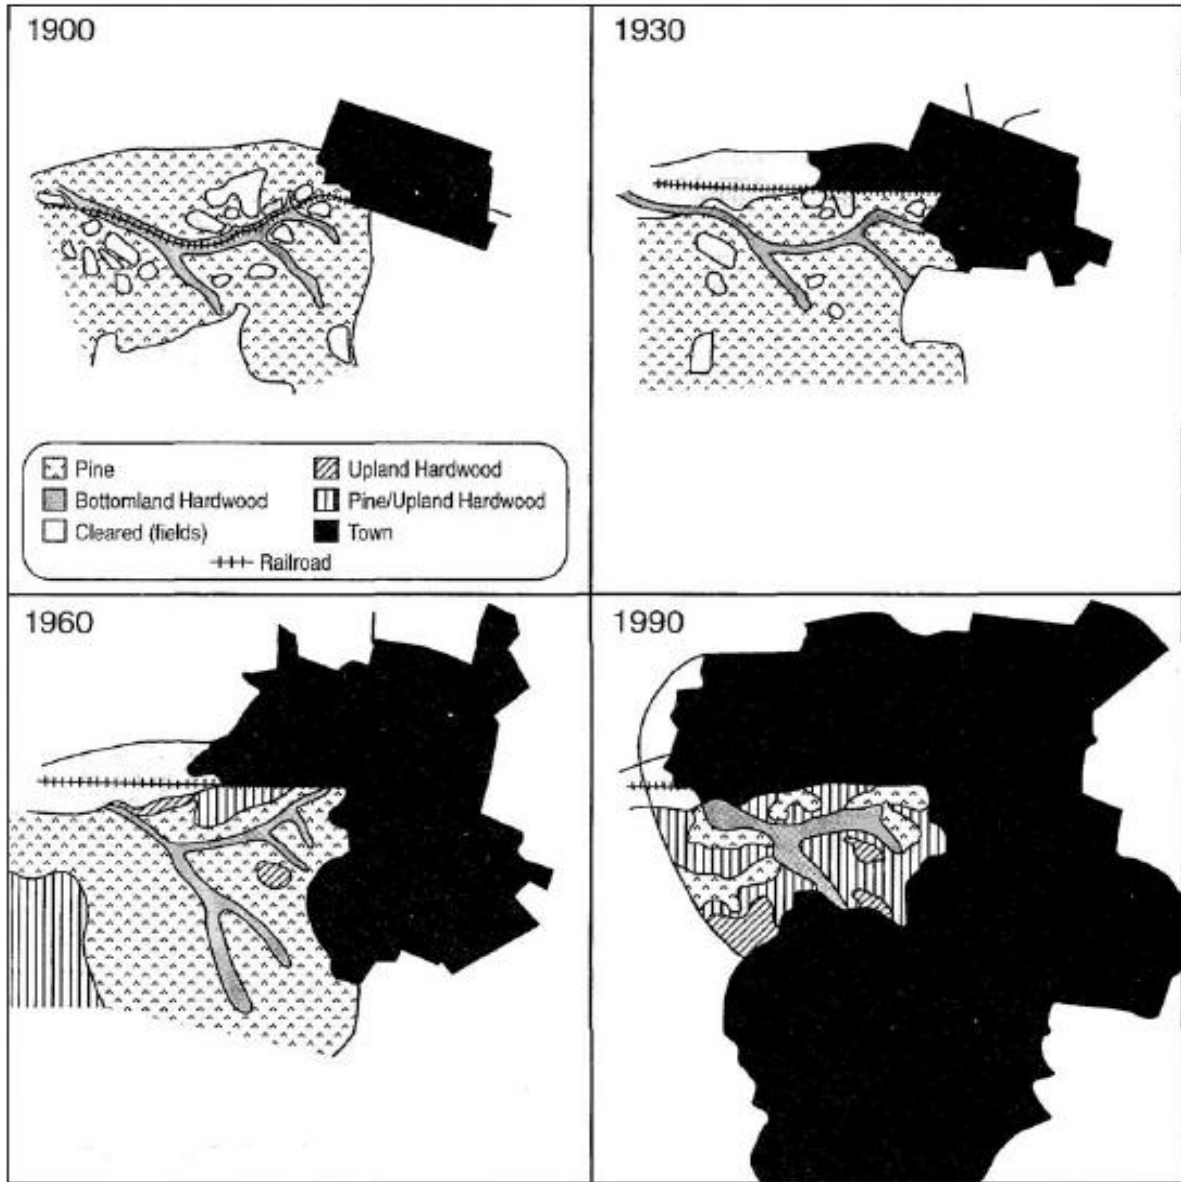 1900
1930
Pine
Upland Hardwood
Bottomland Hardwood
Pine/Upland Hardwood
Cleared (fields)
Town
Railroad
1960
1990